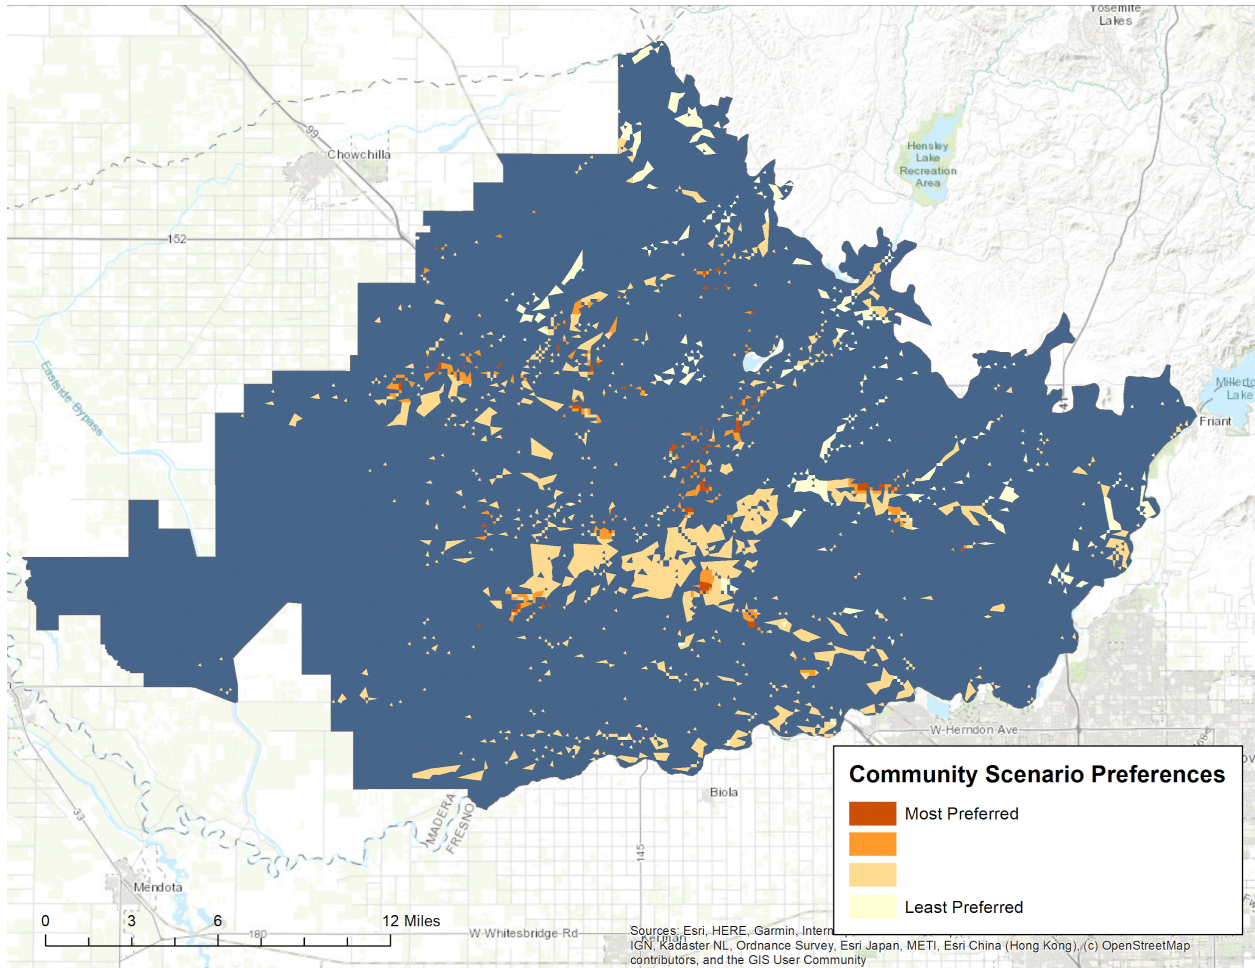 Yosemite
Lakes
99
Chowchilla
Hensley
Lake
Recreation
Area
152
Eastside Bypass
Lake
41
Friant
W Herndon Ave
Community Scenario Preferences
Most Preferred
Least Preferred
Biola
MADERA
FRESNO
33
145
Mendota
0 3 6 12 Miles
180
W Whitesbridge Rd
Kerman
Sources: Esri, HERE, Garmin, Intern
IGN, Kadaster NL, Ordnance Survey, Esri Japan, METI, Esri China (Hong Kong), (c) OpenStreetMap
contributors, and the GIS User Community